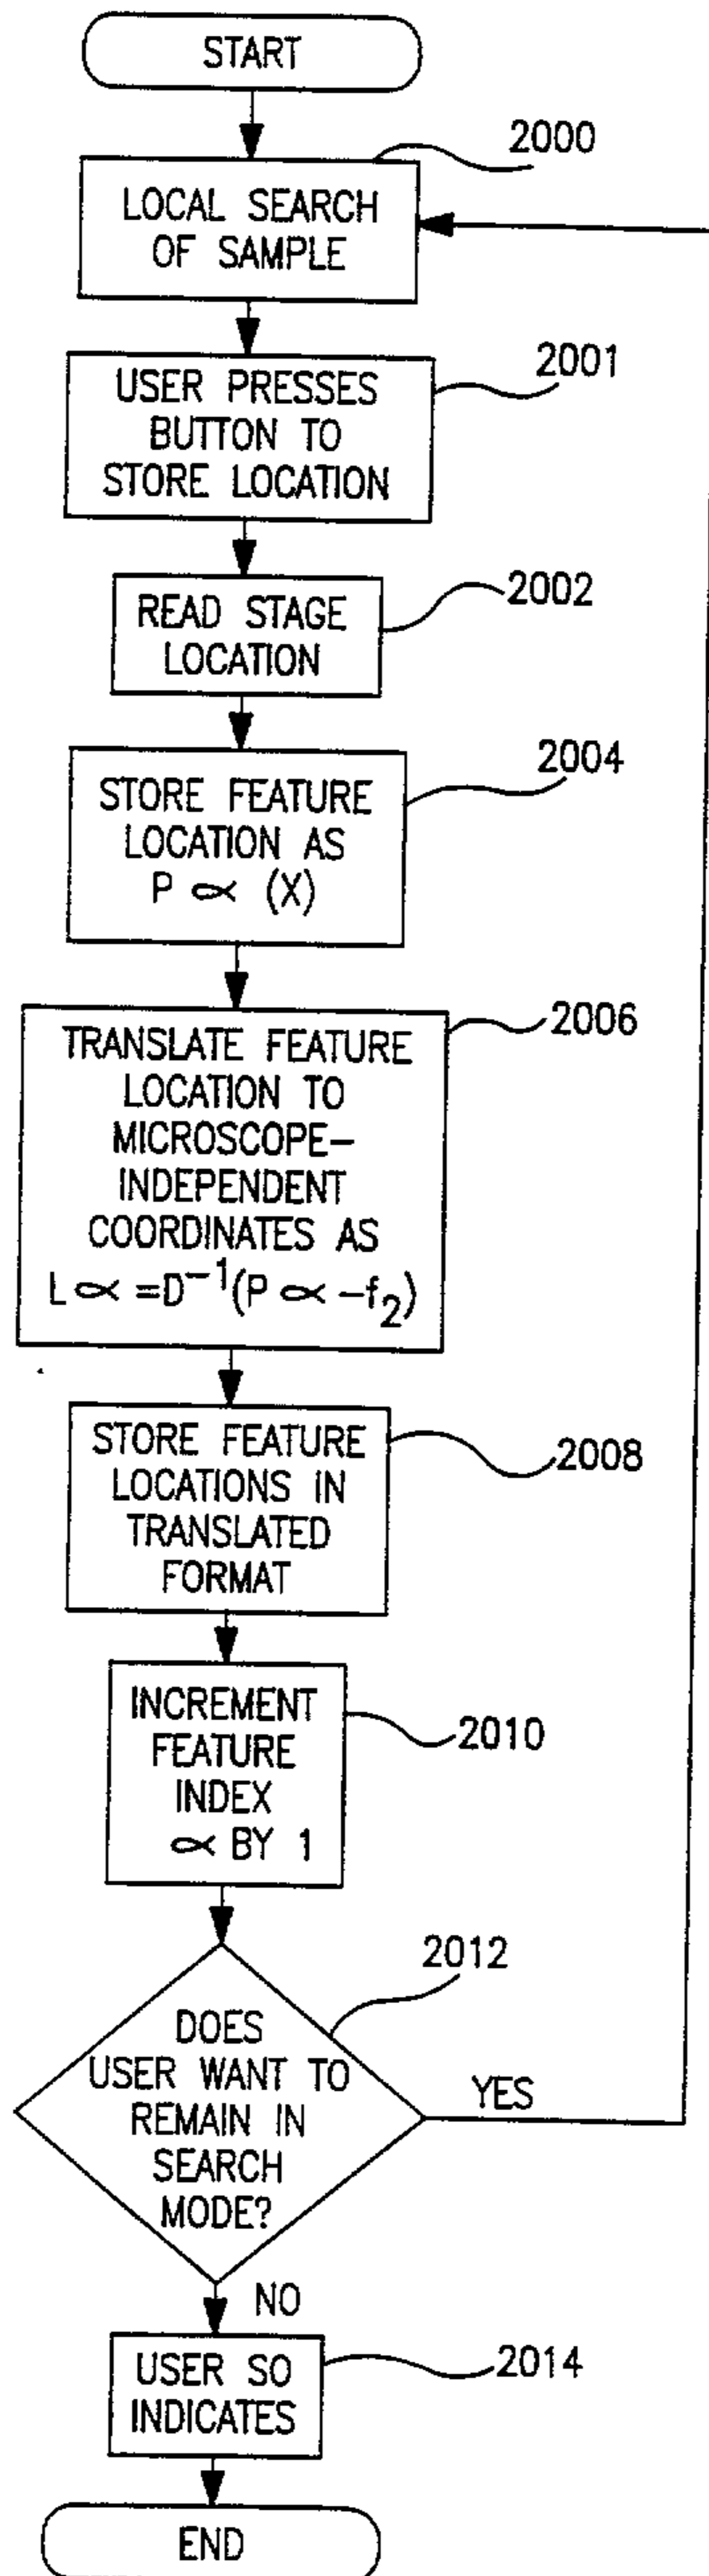 START
2000
LOCAL SEARCH
OF SAMPLE
2001
USER PRESSES
BUTTON TO
STORE LOCATION
2002
READ STAGE
LOCATION
2004
STORE FEATURE
LOCATION AS
P ∝ (X)
2006
TRANSLATE FEATURE
LOCATION TO
MICROSCOPE-
INDEPENDENT
COORDINATES AS
L ∝ =D⁻¹(P ∝ -f₂)
2008
STORE FEATURE
LOCATIONS IN
TRANSLATED
FORMAT
2010
INCREMENT
FEATURE
INDEX
∝ BY 1
2012
DOES
USER WANT TO
REMAIN IN
SEARCH
MODE?
YES
NO
2014
USER SO
INDICATES
END